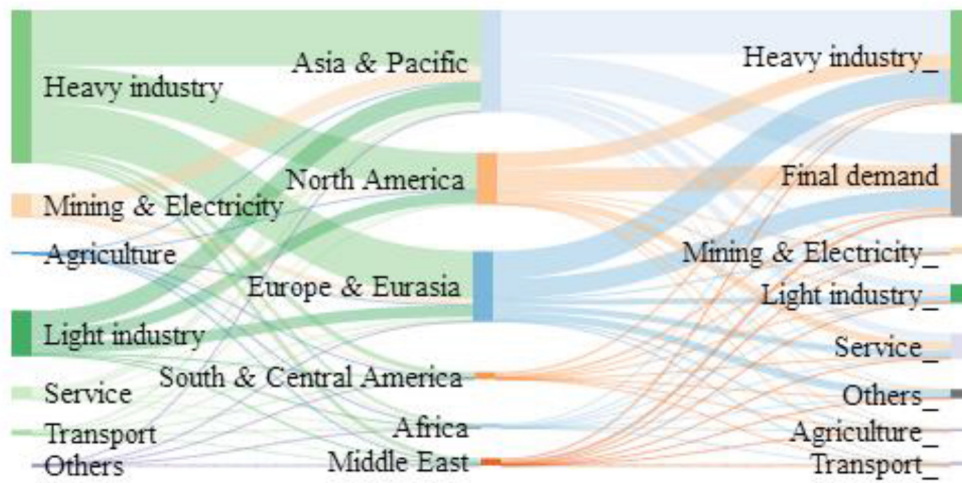 Heavy industry
Mining & Electricity
Agriculture
Light industry
Service
Transport
Others
Asia & Pacific
North America
Europe & Eurasia
South & Central America
Africa
Middle East
Heavy industry_
Final demand
Mining & Electricity_
Light industry_
Service_
Others_
Agriculture_
Transport_